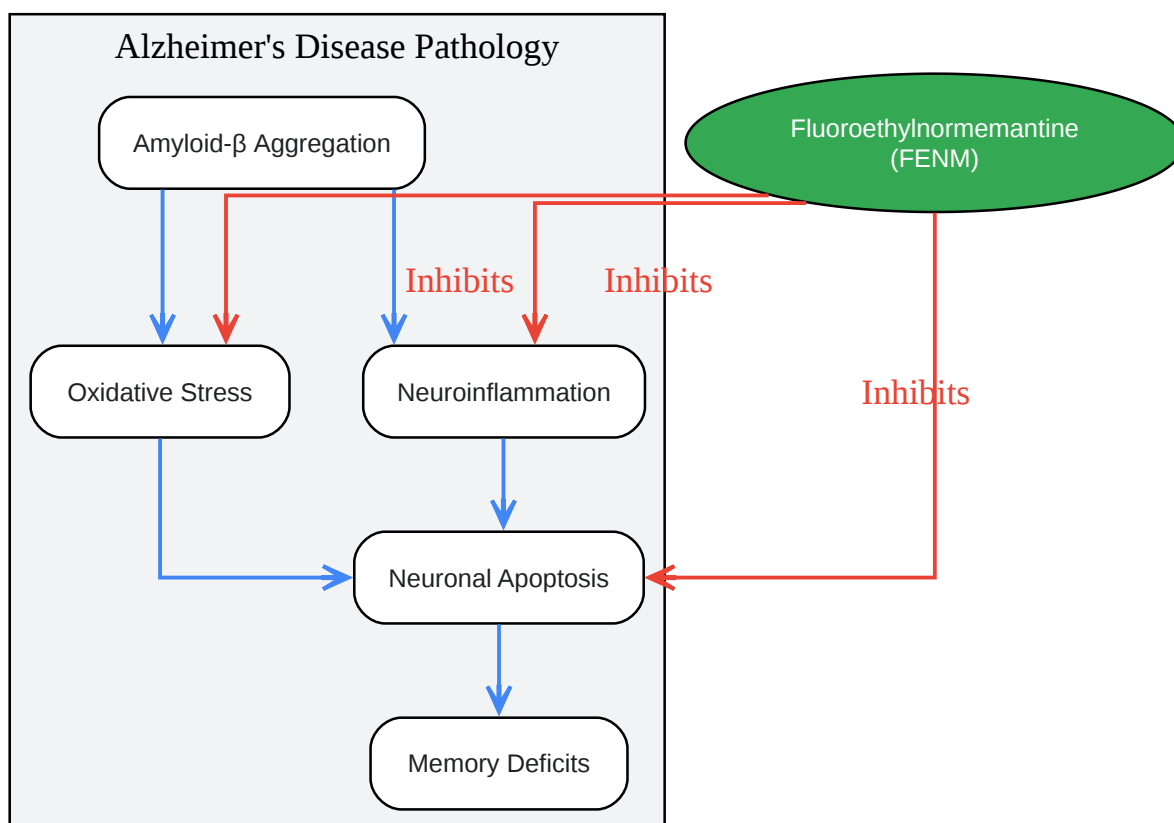 Alzheimer's Disease Pathology
Amyloid-β Aggregation
Fluoroethylnormemantine
(FENM)
Inhibits
Inhibits
Oxidative Stress
Neuroinflammation
Inhibits
Neuronal Apoptosis
Memory Deficits